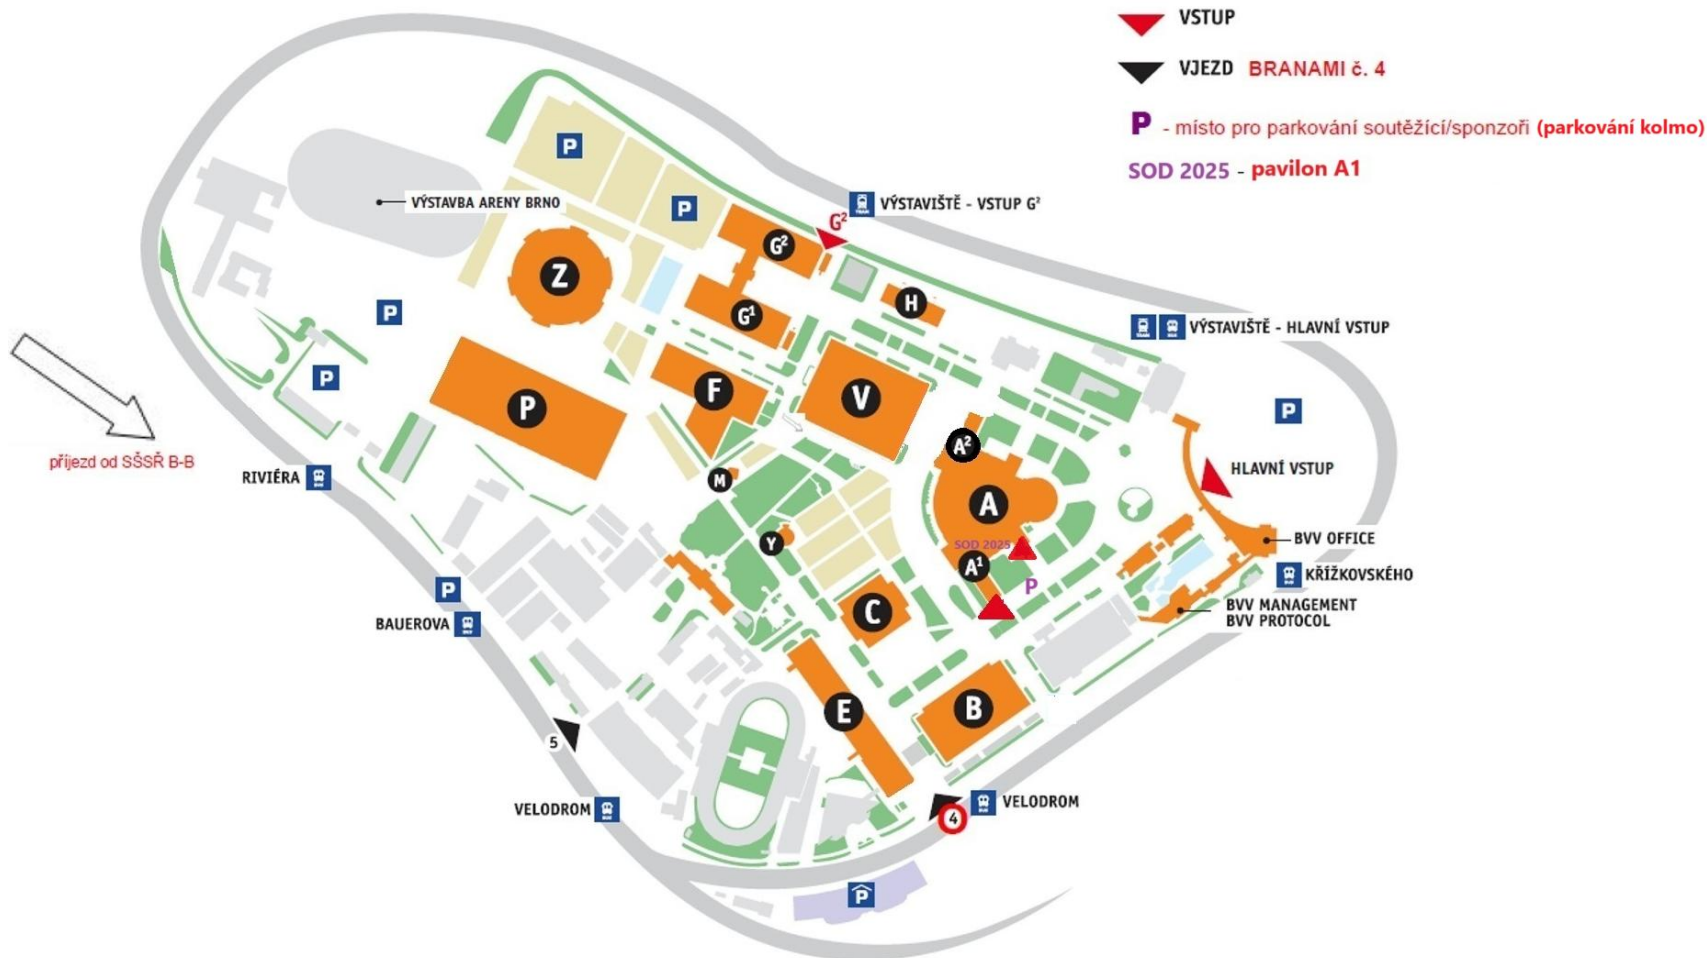 VSTUP
VJEZD BRANAMI č. 4
P - místo pro parkování soutěžící/sponzoři (parkování kolmo)
SOD 2025 - pavilon A1
P
VÝSTAVBA ARENY BRNO
P
VÝSTAVIŠTĚ - VSTUP G²
G²
G²
Z
H
P
G¹
VÝSTAVIŠTĚ - HLAVNÍ VSTUP
P
F
V
P
P
A²
příjezd od SŠSŘ B-B
RIVIÉRA
M
HLAVNÍ VSTUP
A
Y
SOD 2025
BVV OFFICE
A¹
P
KŘÍŽKOVSKÉHO
P
BAUEROVA
C
BVV MANAGEMENT
BVV PROTOCOL
E
B
5
VELODROM
4
VELODROM
P